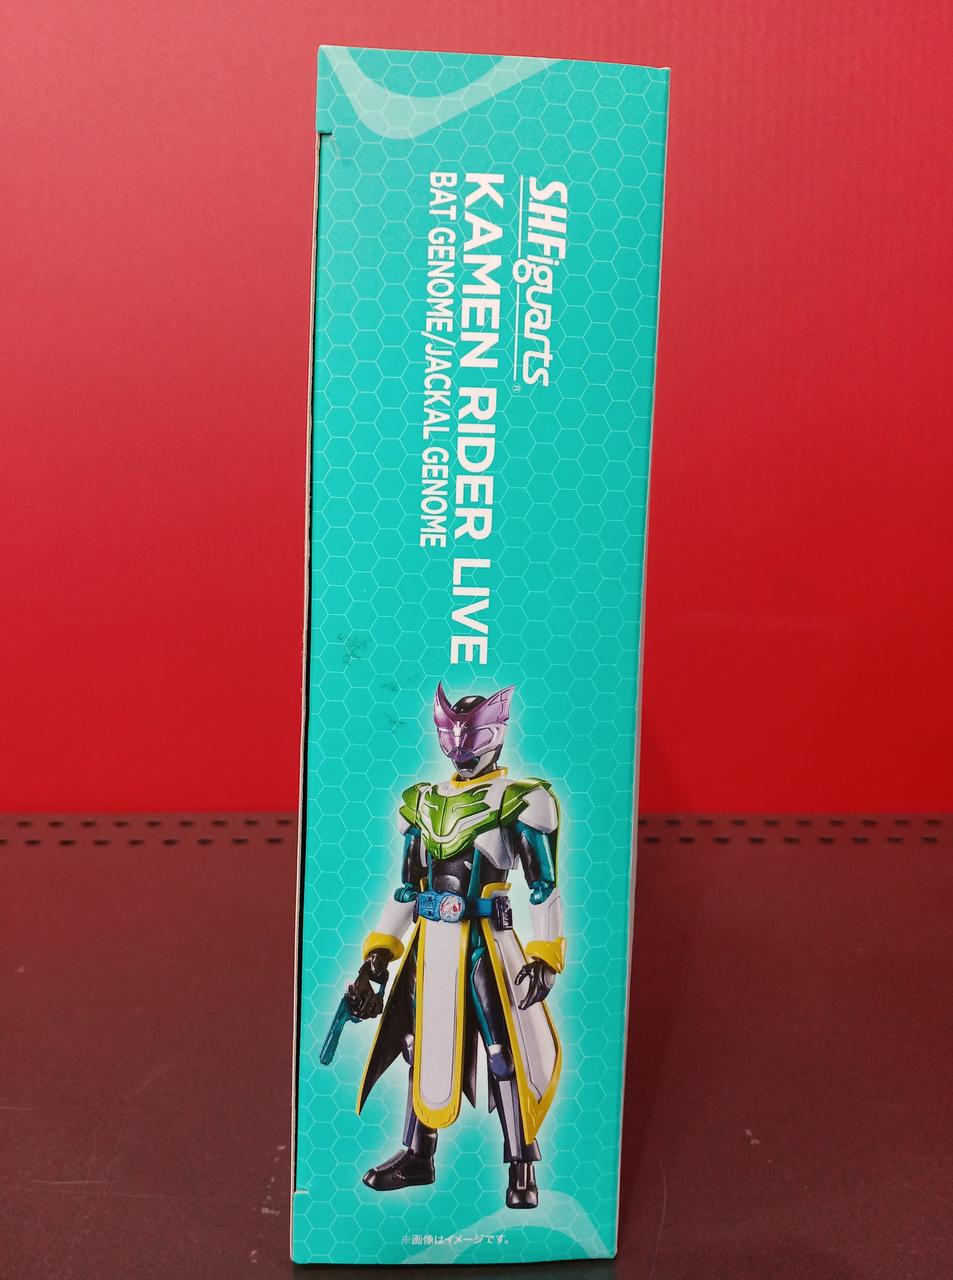 S.H.Figuarts®
KAMEN RIDER LIVE
BAT GENOME/JACKAL GENOME
※画像はイメージです。